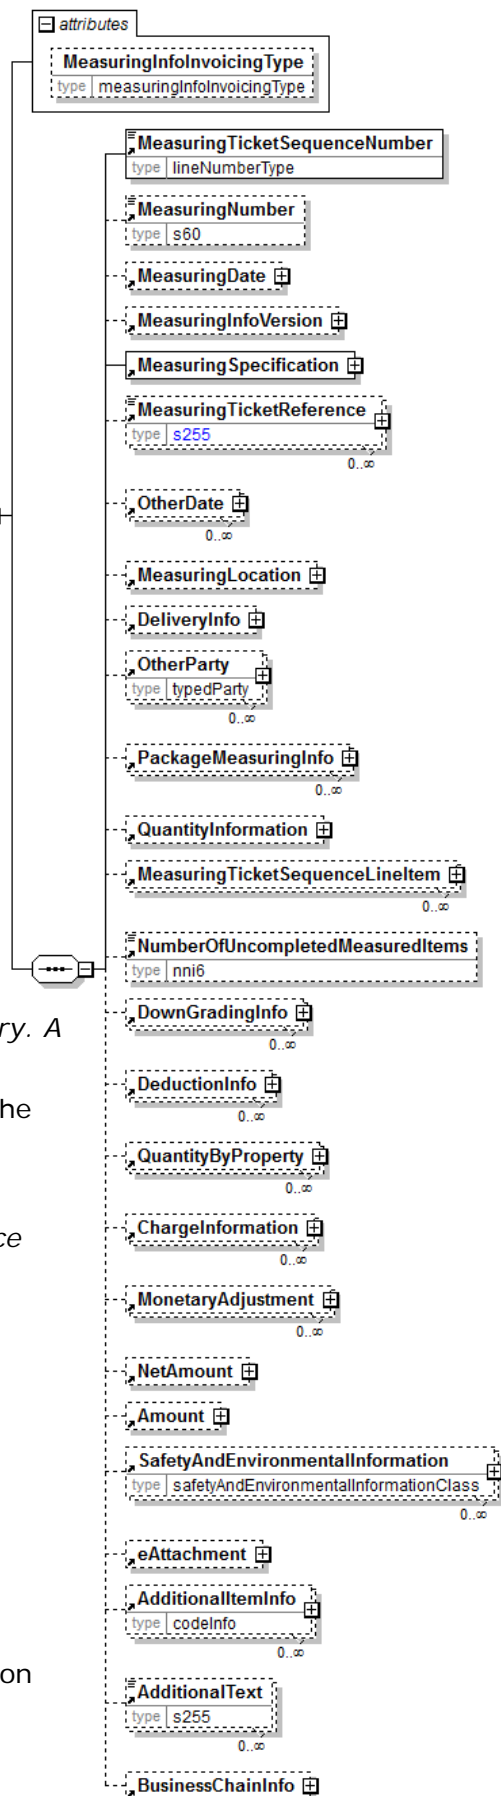 attributes
MeasuringInfoInvoicingType
type measuringInfoInvoicingType
MeasuringTicketSequenceNumber
type lineNumberType
MeasuringNumber
type s60
MeasuringDate
MeasuringInfoVersion
MeasuringSpecification
MeasuringTicketReference
type s255
0..∞
OtherDate
0..∞
MeasuringLocation
DeliveryInfo
OtherParty
type typedParty
0..∞
PackageMeasuringInfo
0..∞
QuantityInformation
MeasuringTicketSequenceLineItem
0..∞
NumberOfUncompletedMeasuredItems
type nni6
DownGradingInfo
ry. A
0..∞
DeductionInfo
he
0..∞
QuantityByProperty
0..∞
ChargeInformation
ce
0..∞
MonetaryAdjustment
0..∞
NetAmount
Amount
SafetyAndEnvironmentalInformation
type safetyAndEnvironmentalInformationClass
0..∞
eAttachment
AdditionalItemInfo
type codeInfo
0..∞
on
AdditionalText
type s255
0..∞
BusinessChainInfo